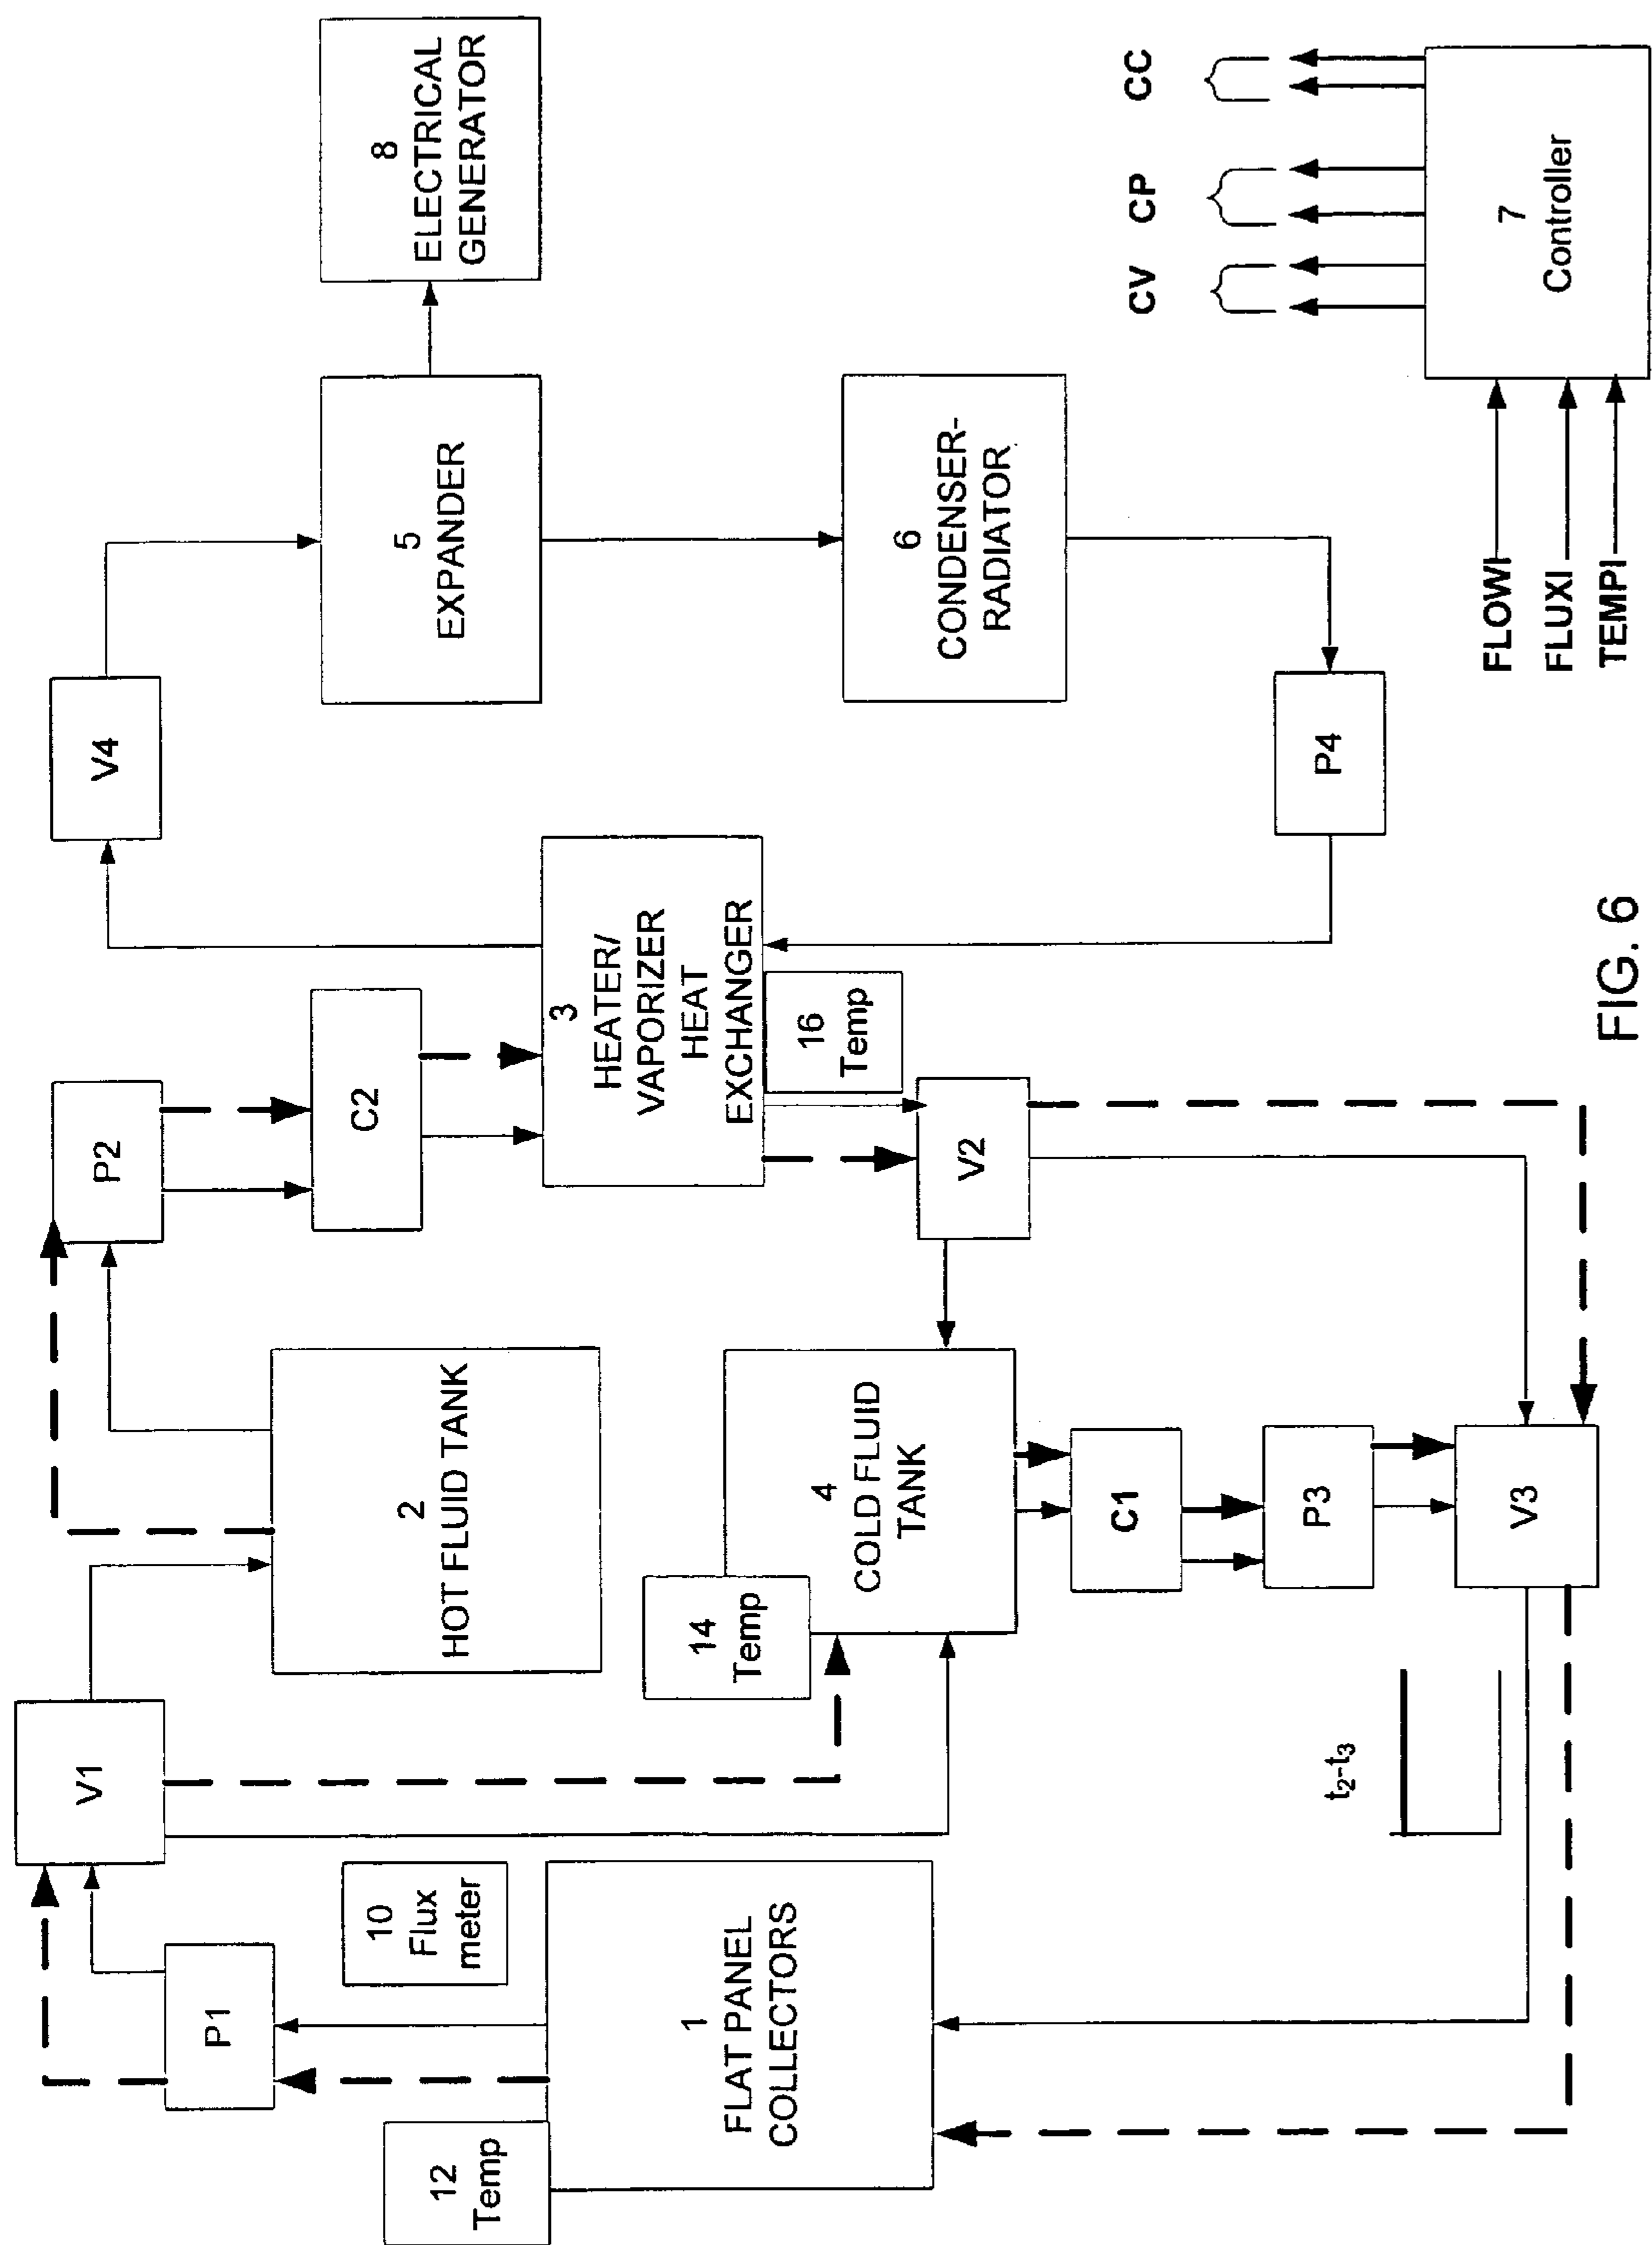 12
Temp
P1
10
Flux
meter
1
FLAT PANEL
COLLECTORS
V1
2
HOT FLUID TANK
14
Temp
4
COLD FLUID
TANK
C1
P3
V3
t₂-t₃
P2
C2
3
HEATER/
VAPORIZER
HEAT
EXCHANGER
16
Temp
V2
V4
5
EXPANDER
8
ELECTRICAL
GENERATOR
6
CONDENSER-
RADIATOR
P4
CV
CP
CC
FLOWI
FLUXI
TEMPI
7
Controller
FIG. 6